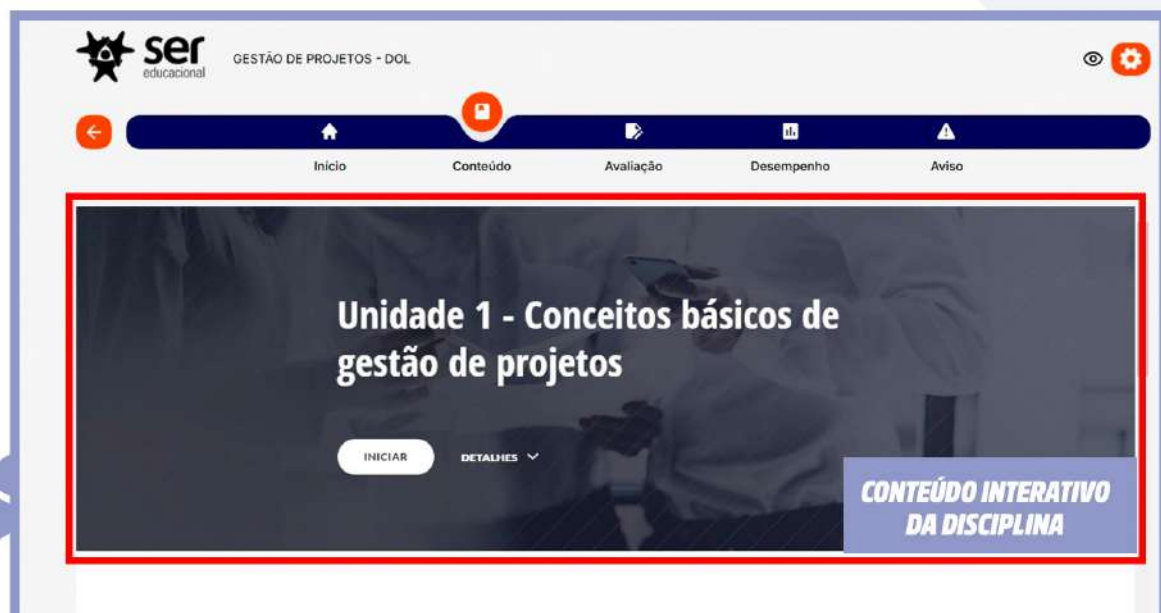 ser
educacional
GESTÃO DE PROJETOS - DOL
Início
Conteúdo
Avaliação
Desempenho
Aviso
Unidade 1 - Conceitos básicos de
gestão de projetos
INICIAR
DETALHES
CONTEÚDO INTERATIVO
DA DISCIPLINA